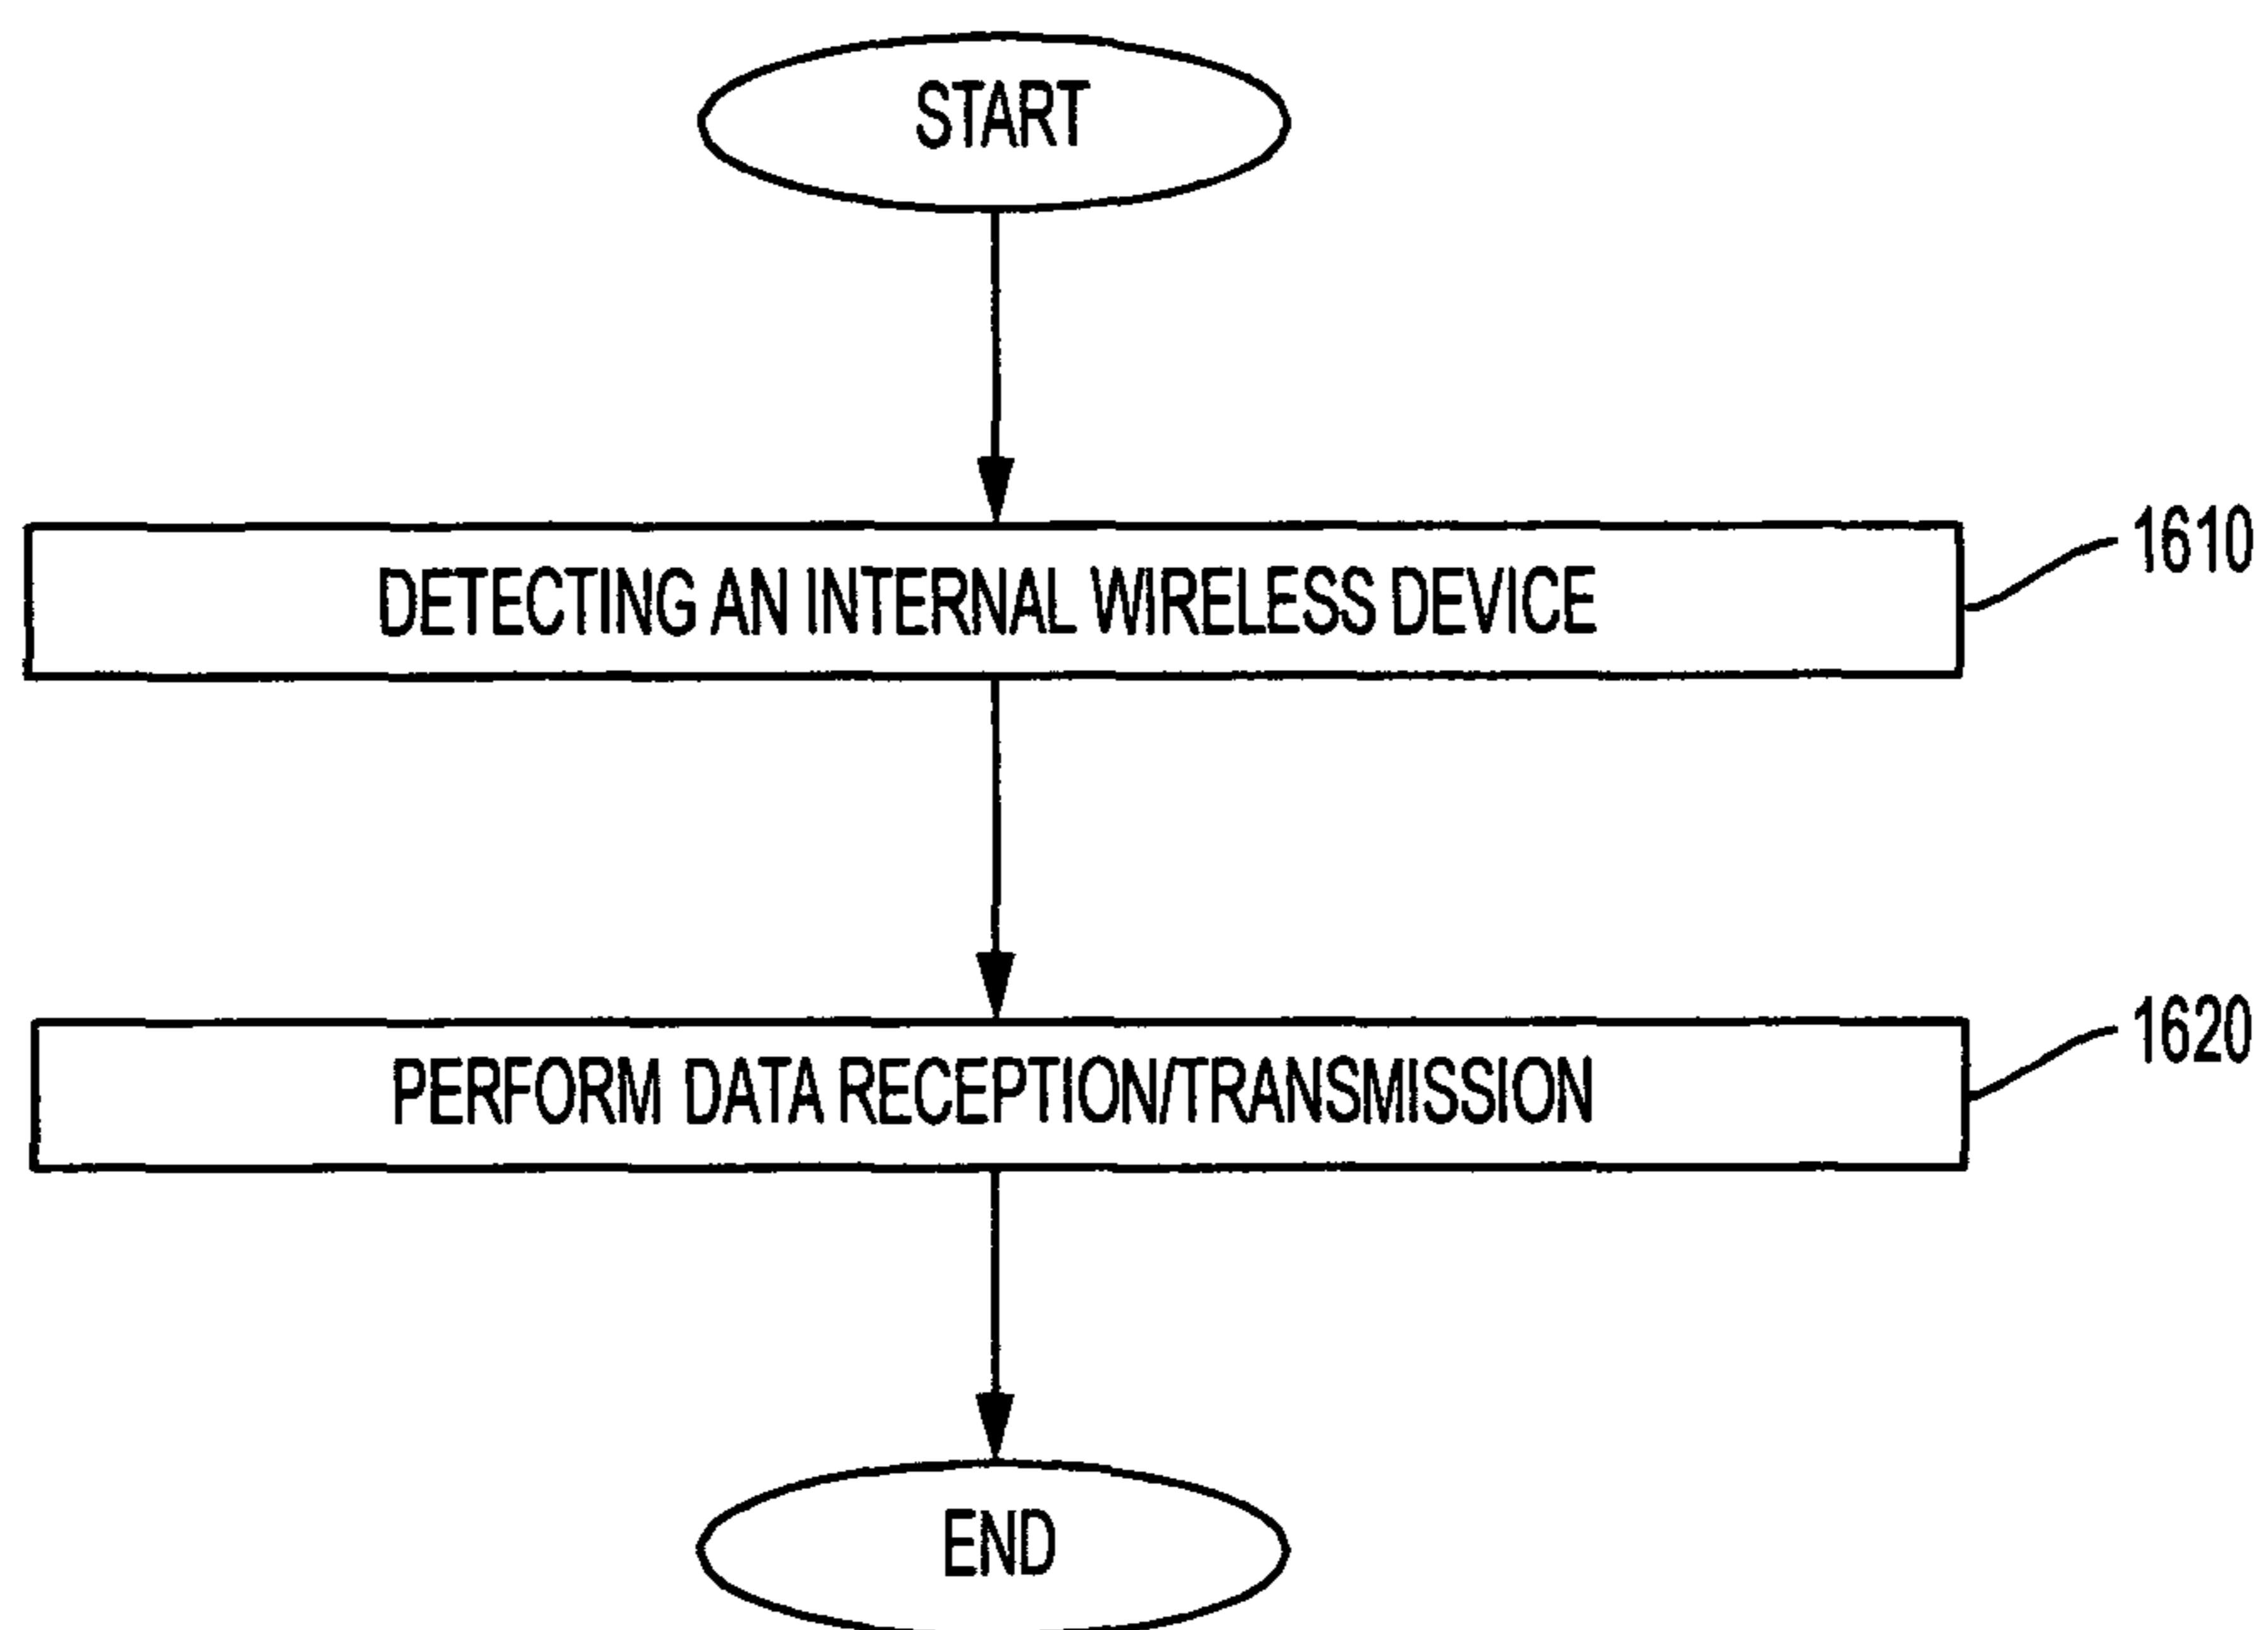 START
DETECTING AN INTERNAL WIRELESS DEVICE
1610
PERFORM DATA RECEPTION/TRANSMISSION
1620
END